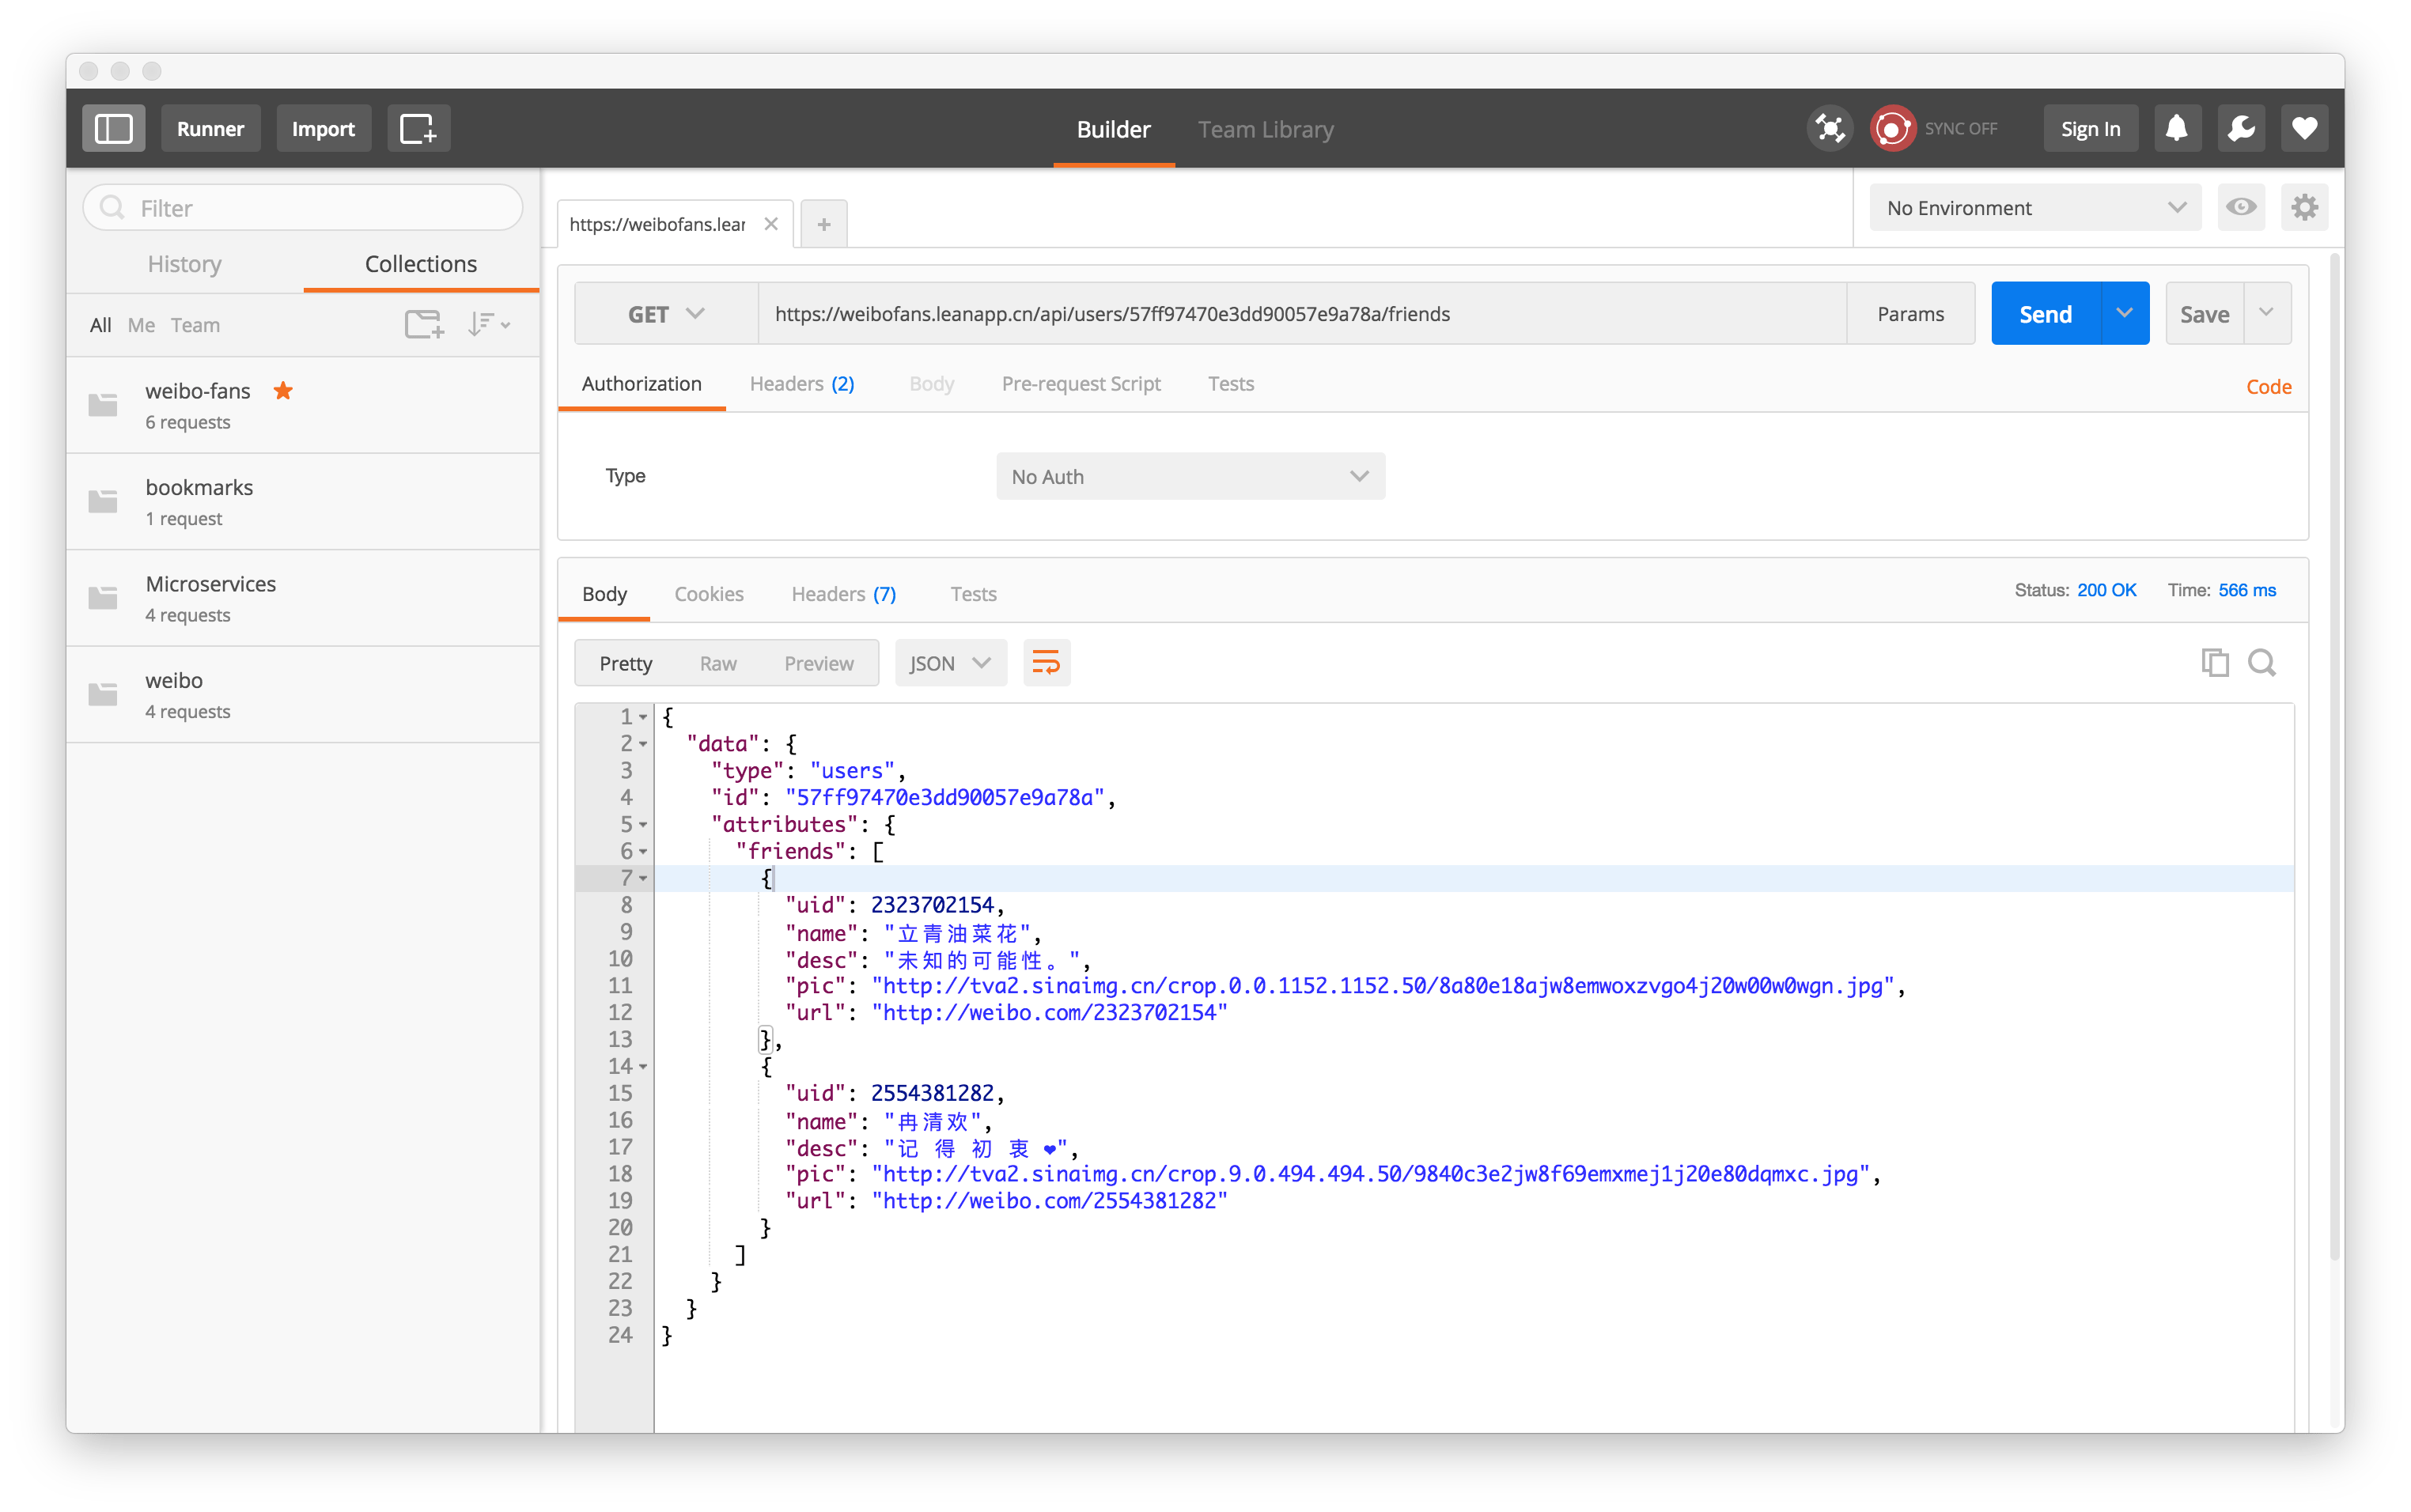 Runner
Import
Builder
Team Library
SYNC OFF
Sign In
Filter
History
Collections
All
Me
Team
weibo-fans
6 requests
bookmarks
1 request
Microservices
4 requests
weibo
4 requests
https://weibofans.lear
No Environment
GET
https://weibofans.leanapp.cn/api/users/57ff97470e3dd90057e9a78a/friends
Params
Send
Save
Authorization
Headers (2)
Body
Pre-request Script
Tests
Code
Type
No Auth
Body
Cookies
Headers (7)
Tests
Status: 200 OK
Time: 566 ms
Pretty
Raw
Preview
JSON
1 {
2 "data": {
3 "type": "users",
4 "id": "57ff97470e3dd90057e9a78a",
5 "attributes": {
6 "friends": [
7 {
8 "uid": 2323702154,
9 "name": "立青油菜花",
10 "desc": "未知的可能性。",
11 "pic": "http://tva2.sinaimg.cn/crop.0.0.1152.1152.50/8a80e18ajw8emwoxzvgo4j20w00w0wgn.jpg",
12 "url": "http://weibo.com/2323702154"
13 },
14 {
15 "uid": 2554381282,
16 "name": "冉清欢",
17 "desc": "记 得 初 衷 ❤",
18 "pic": "http://tva2.sinaimg.cn/crop.9.0.494.494.50/9840c3e2jw8f69emxmej1j20e80dqmxc.jpg",
19 "url": "http://weibo.com/2554381282"
20 }
21 ]
22 }
23 }
24 }